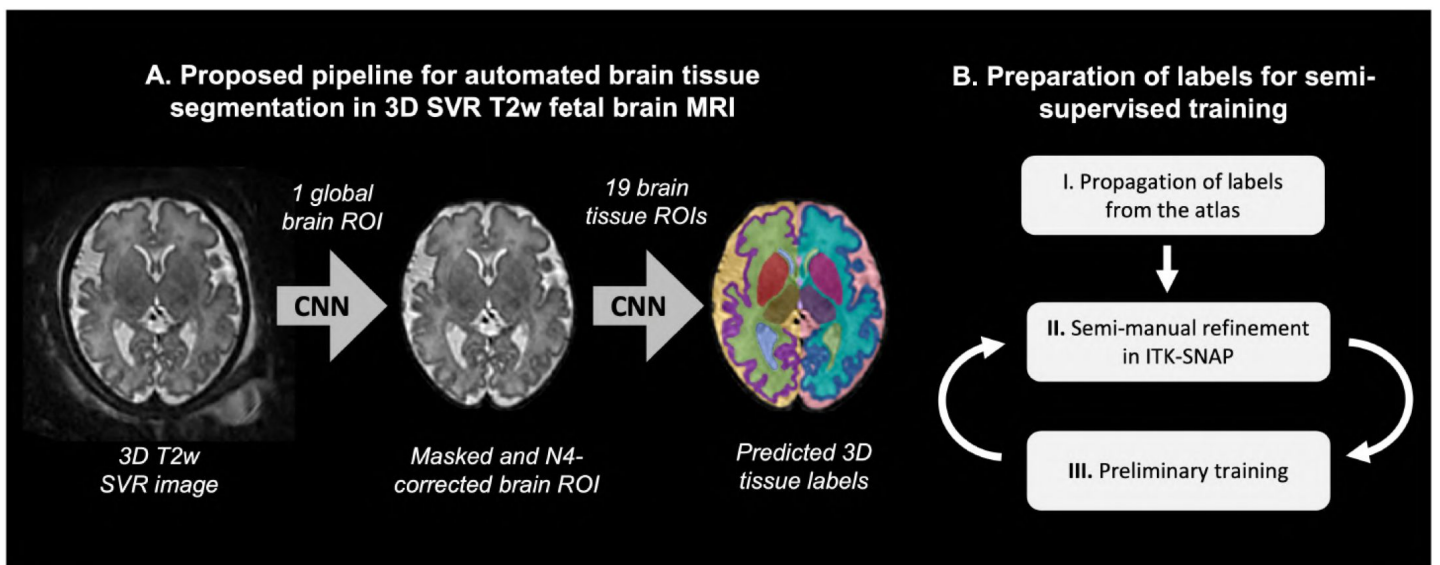 A. Proposed pipeline for automated brain tissue
segmentation in 3D SVR T2w fetal brain MRI
1 global
brain ROI
19 brain
tissue ROIs
CNN
CNN
3D T2w
SVR image
Masked and N4-
corrected brain ROI
Predicted 3D
tissue labels
B. Preparation of labels for semi-
supervised training
I. Propagation of labels
from the atlas
II. Semi-manual refinement
in ITK-SNAP
III. Preliminary training